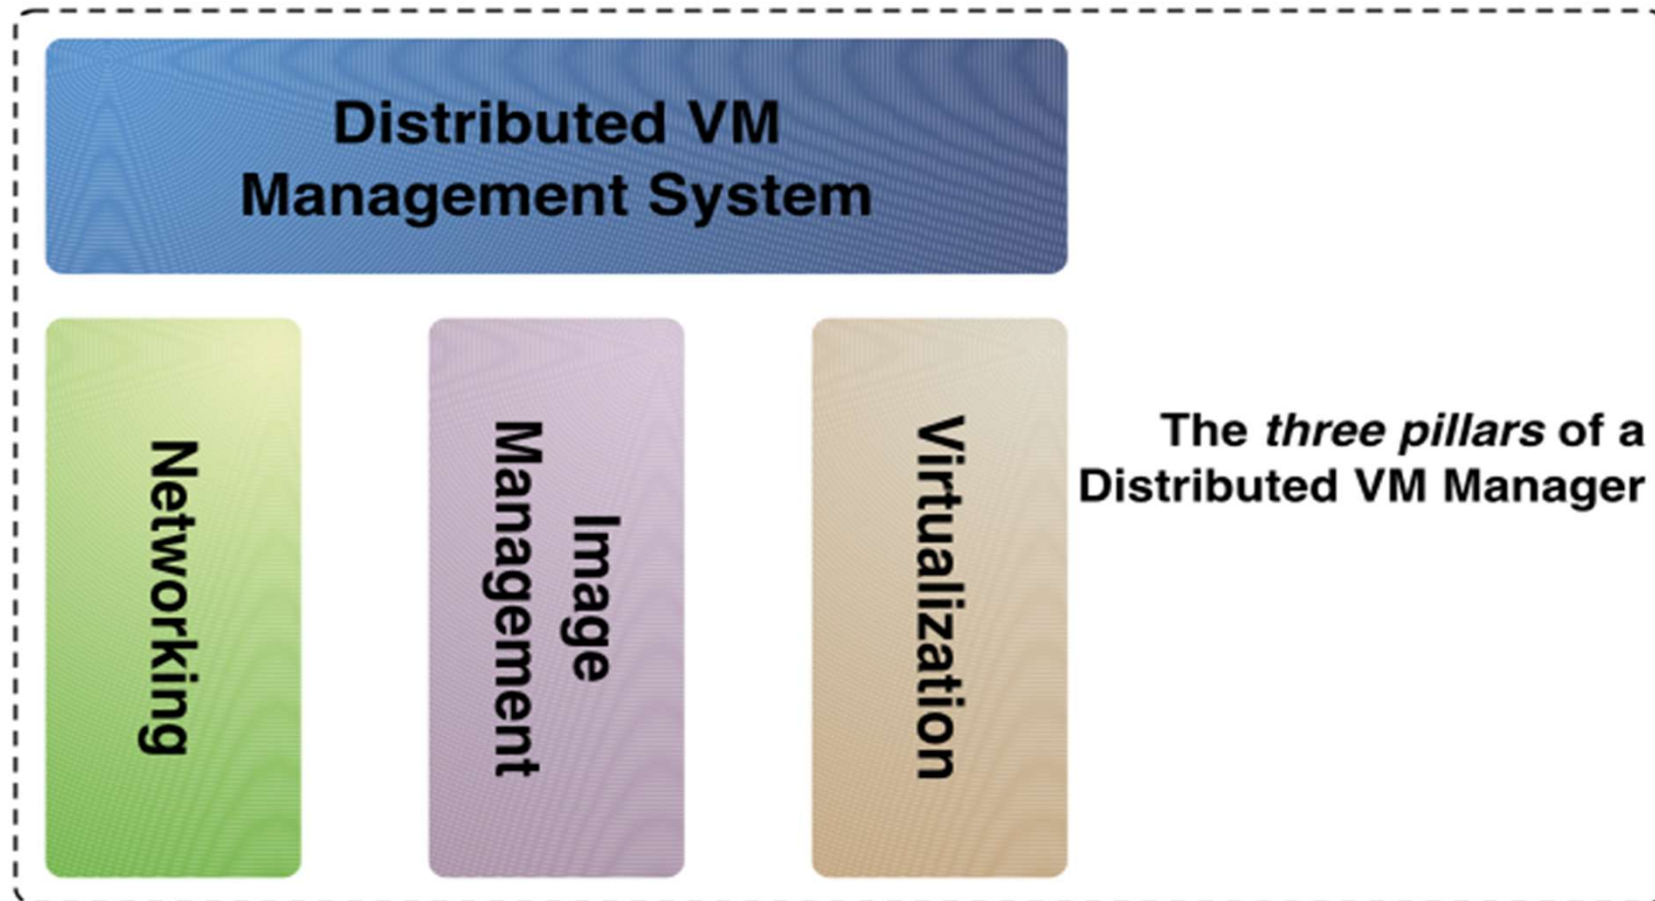 Distributed VM
Management System
Networking
Image
Management
Virtualization
The three pillars of a
Distributed VM Manager